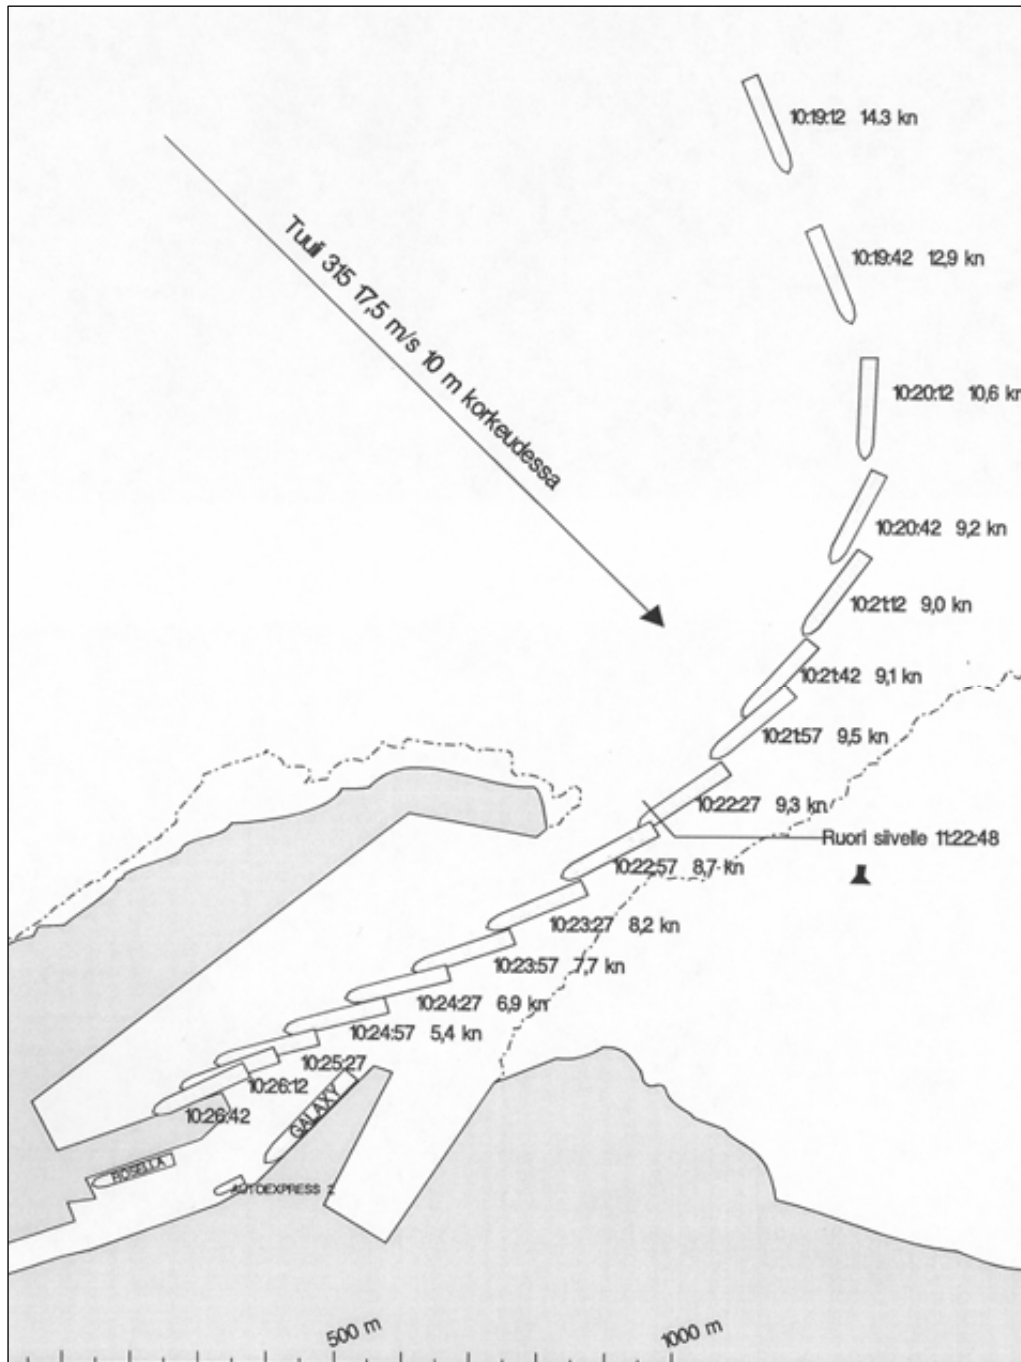 10:19:12 14.3 kn
10:19:42 12,9 kn
Tuuli 315 17,5 m/s 10 m korkeudessa
10:20:12 10,6 kn
10:20:42 9,2 kn
10:21:12 9,0 kn
10:21:42 9,1 kn
10:21:57 9,5 kn
10:22:27 9,3 kn
Ruori siivelle 11:22:48
10:22:57 8,7 kn
10:23:27 8,2 kn
10:23:57 7,7 kn
10:24:27 6,9 kn
10:24:57 5,4 kn
10:25:27
10:26:12
10:26:42
GALAXY
ROSELLA
AUTOEXPRESS 2
500 m
1000 m